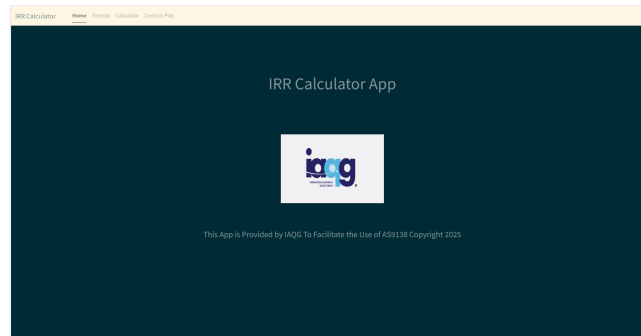 IRR Calculator Home Tutorial Calculator Contour Plot
IRR Calculator App
iaqg
This App is Provided by IAQG To Facilitate the Use of AS9138 Copyright 2025